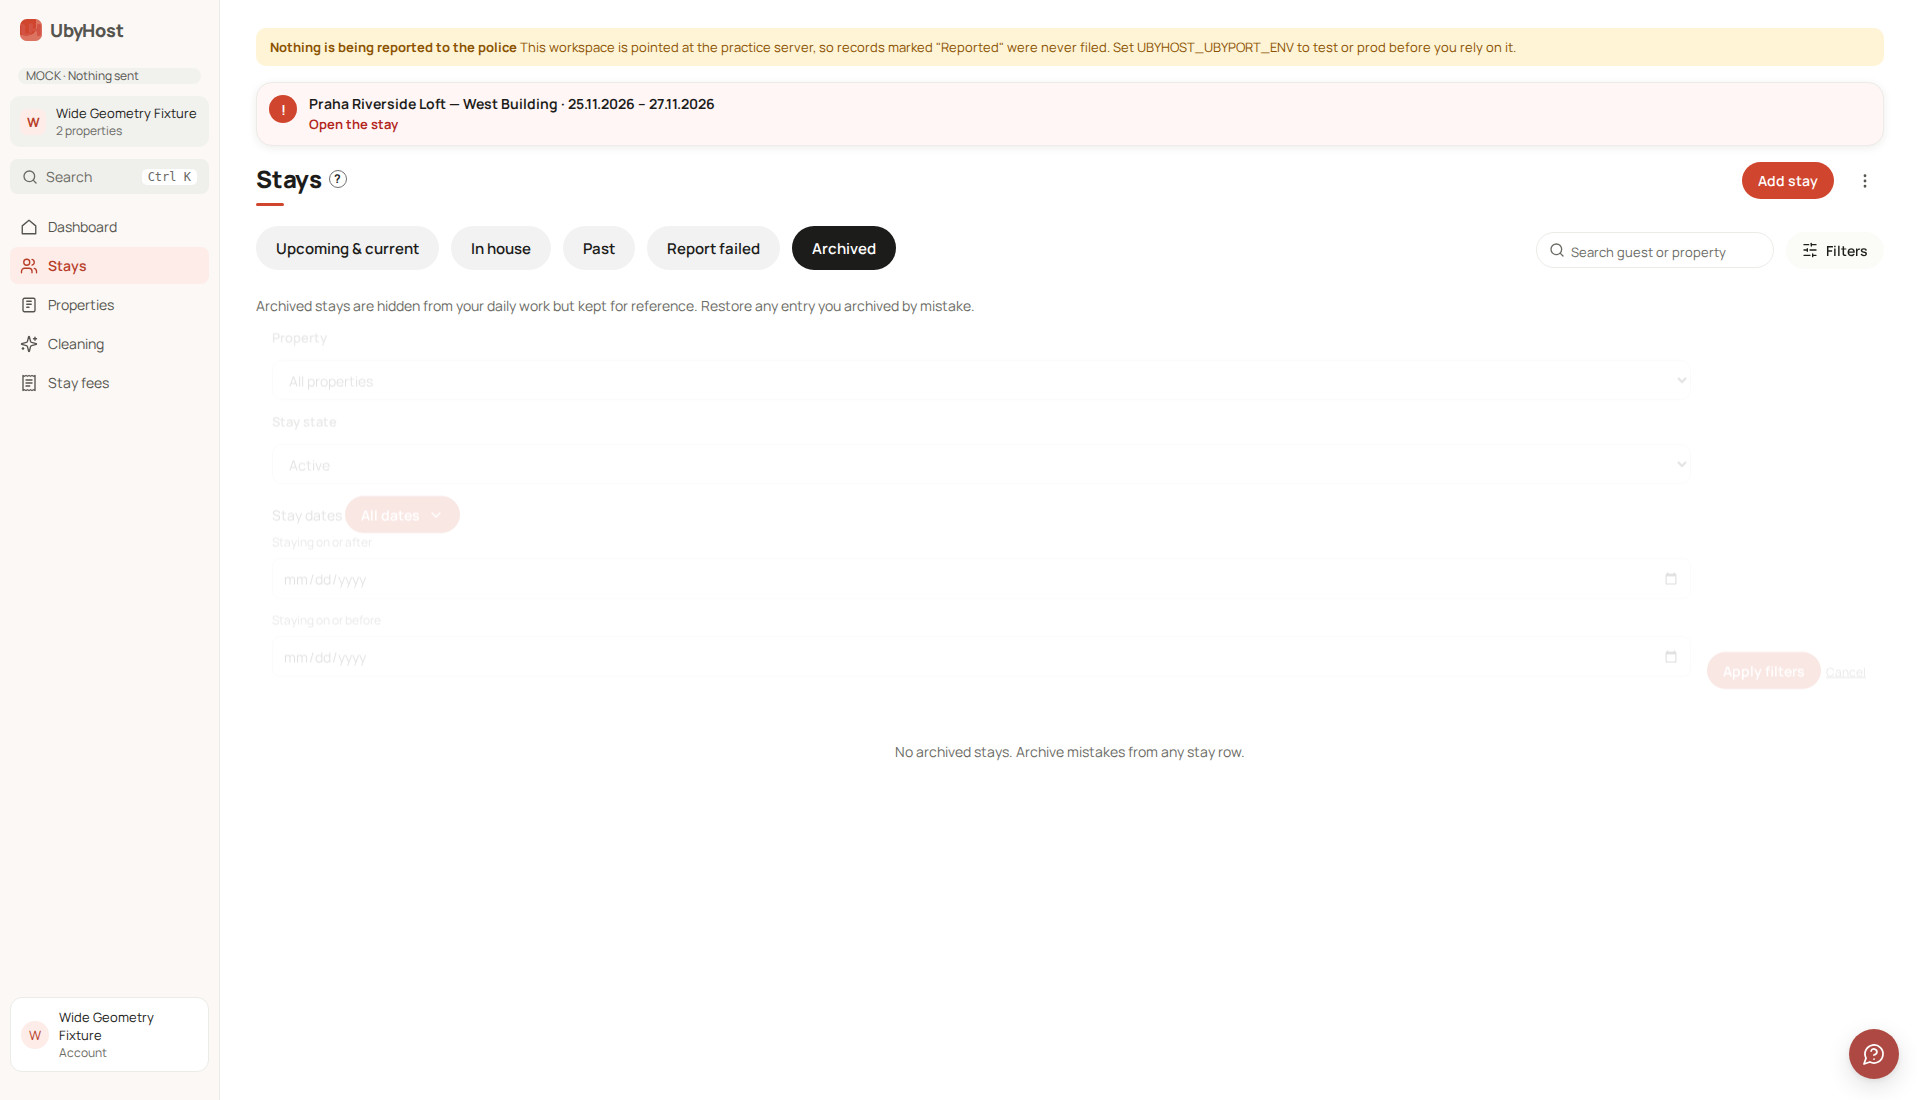 UbyHost
MOCK · Nothing sent
W
Wide Geometry Fixture
2 properties
Search
Ctrl K
Dashboard
Stays
Properties
Cleaning
Stay fees
W
Wide Geometry
Fixture
Account
Nothing is being reported to the police This workspace is pointed at the practice server, so records marked "Reported" were never filed. Set UBYHOST_UBYPORT_ENV to test or prod before you rely on it.
!
Praha Riverside Loft — West Building · 25.11.2026 – 27.11.2026
Open the stay
Stays ?
Add stay
Upcoming & current
In house
Past
Report failed
Archived
Search guest or property
Filters
Archived stays are hidden from your daily work but kept for reference. Restore any entry you archived by mistake.
Property
All properties
Stay state
Active
Stay dates All dates
Staying on or after
mm/dd/yyyy
Staying on or before
mm/dd/yyyy
Apply filters Cancel
No archived stays. Archive mistakes from any stay row.